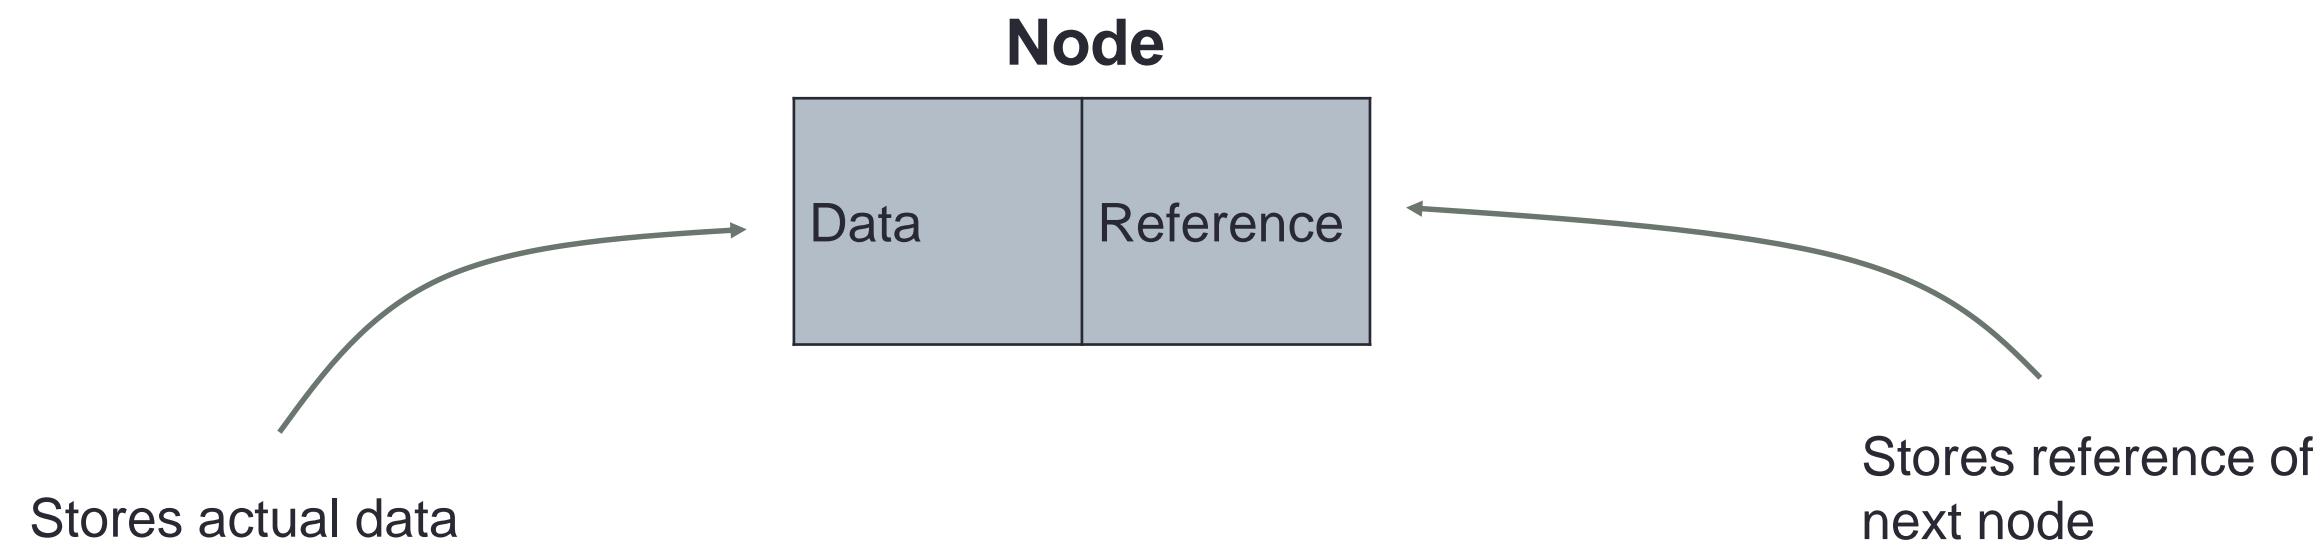 Node
Data
Reference
Stores actual data
Stores reference of
next node